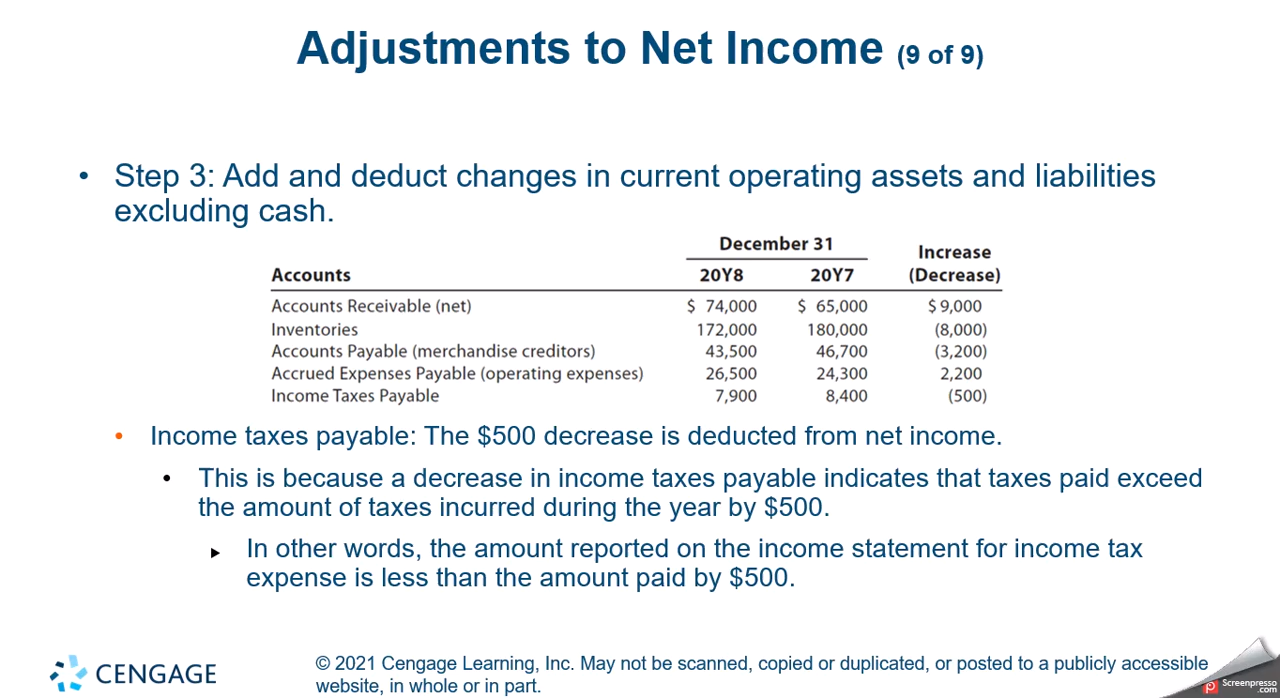 Adjustments to Net Income (9 of 9)
• Step 3: Add and deduct changes in current operating assets and liabilities
excluding cash.
December 31
Increase
Accounts 20Y8 20Y7 (Decrease)
Accounts Receivable (net) $ 74,000 $ 65,000 $ 9,000
Inventories 172,000 180,000 (8,000)
Accounts Payable (merchandise creditors) 43,500 46,700 (3,200)
Accrued Expenses Payable (operating expenses) 26,500 24,300 2,200
Income Taxes Payable 7,900 8,400 (500)
• Income taxes payable: The $500 decrease is deducted from net income.
• This is because a decrease in income taxes payable indicates that taxes paid exceed
the amount of taxes incurred during the year by $500.
▶ In other words, the amount reported on the income statement for income tax
expense is less than the amount paid by $500.
CENGAGE
© 2021 Cengage Learning, Inc. May not be scanned, copied or duplicated, or posted to a publicly accessible
website, in whole or in part.
Screenpresso
.com